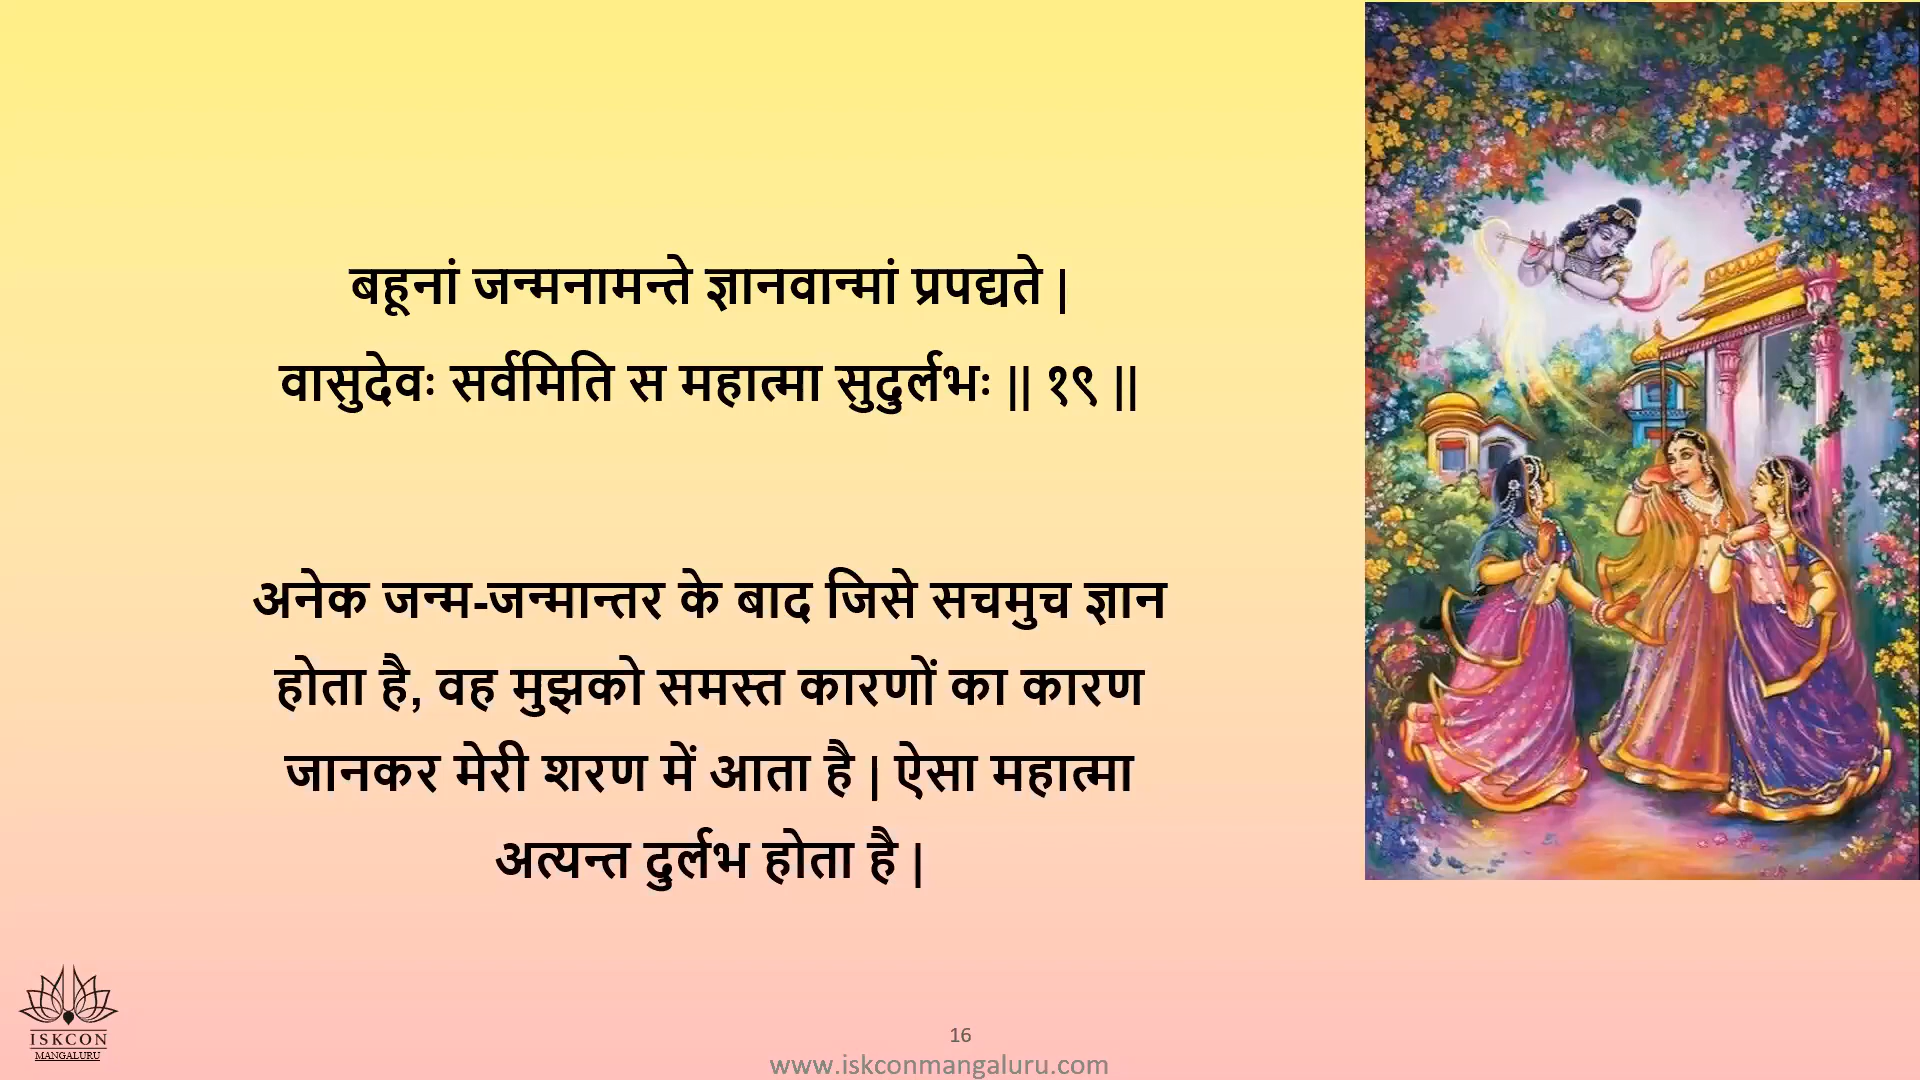 बहूनां जन्मनामन्ते ज्ञानवान्मां प्रपद्यते |
वासुदेवः सर्वमिति स महात्मा सुदुर्लभः || १९ ||
अनेक जन्म-जन्मान्तर के बाद जिसे सचमुच ज्ञान
होता है, वह मुझको समस्त कारणों का कारण
जानकर मेरी शरण में आता है | ऐसा महात्मा
अत्यन्त दुर्लभ होता है |
ISKCON
MANGALURU
16
www.iskconmangaluru.com